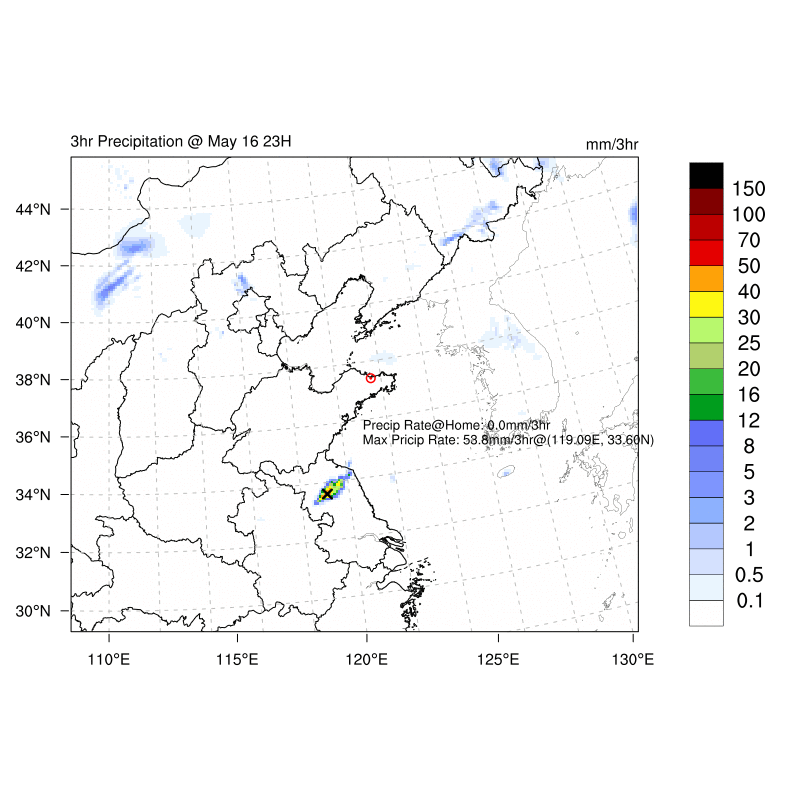 3hr Precipitation @ May 16 23H
mm/3hr
44°N
42°N
40°N
38°N
36°N
34°N
32°N
30°N
110°E
115°E
120°E
125°E
130°E
Precip Rate@Home: 0.0mm/3hr
Max Pricip Rate: 53.8mm/3hr@(119.09E, 33.60N)
150
100
70
50
40
30
25
20
16
12
8
5
3
2
1
0.5
0.1